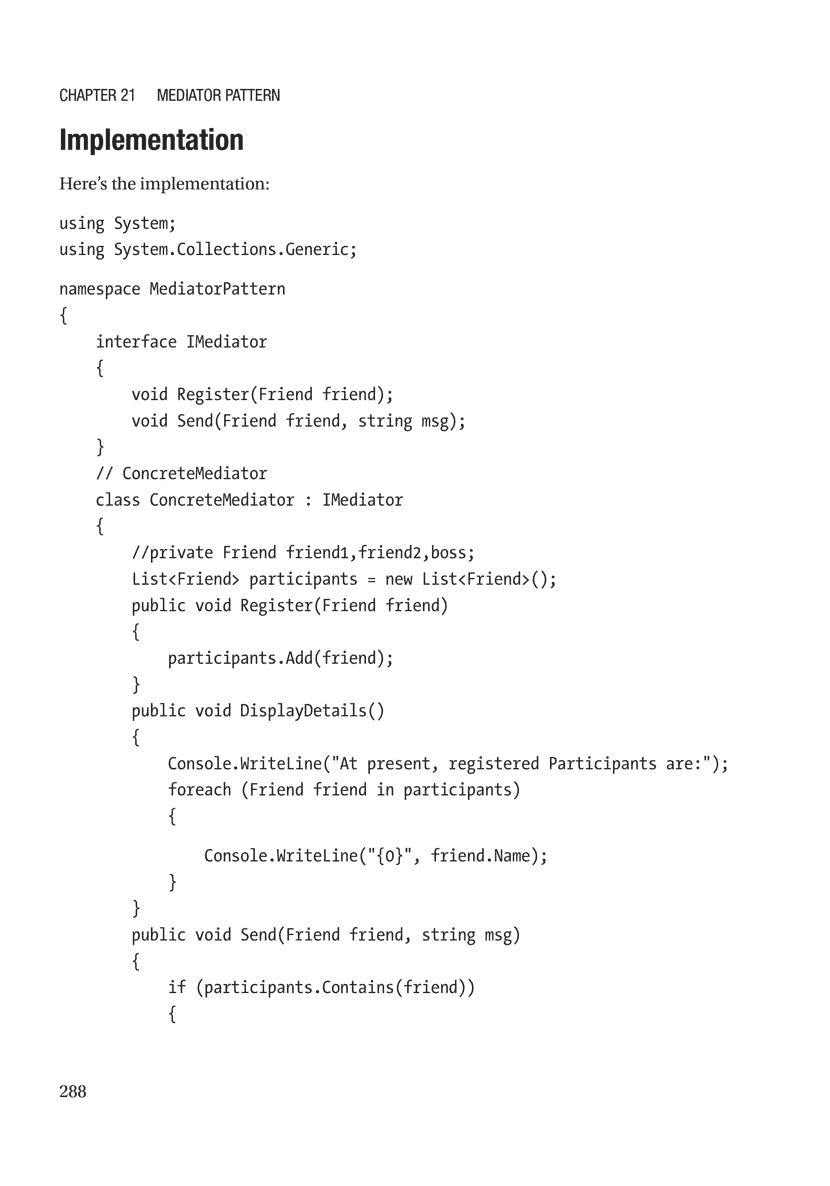 CHAPTER 21 MEDIATOR PATTERN
Implementation
Here’s the implementation:
using System;
using System.Collections.Generic;
namespace MediatorPattern
{
    interface IMediator
    {
        void Register(Friend friend);
        void Send(Friend friend, string msg);
    }
    // ConcreteMediator
    class ConcreteMediator : IMediator
    {
        //private Friend friend1,friend2,boss;
        List<Friend> participants = new List<Friend>();
        public void Register(Friend friend)
        {
            participants.Add(friend);
        }
        public void DisplayDetails()
        {
            Console.WriteLine("At present, registered Participants are:");
            foreach (Friend friend in participants)
            {
                Console.WriteLine("{0}", friend.Name);
            }
        }
        public void Send(Friend friend, string msg)
        {
            if (participants.Contains(friend))
            {
288